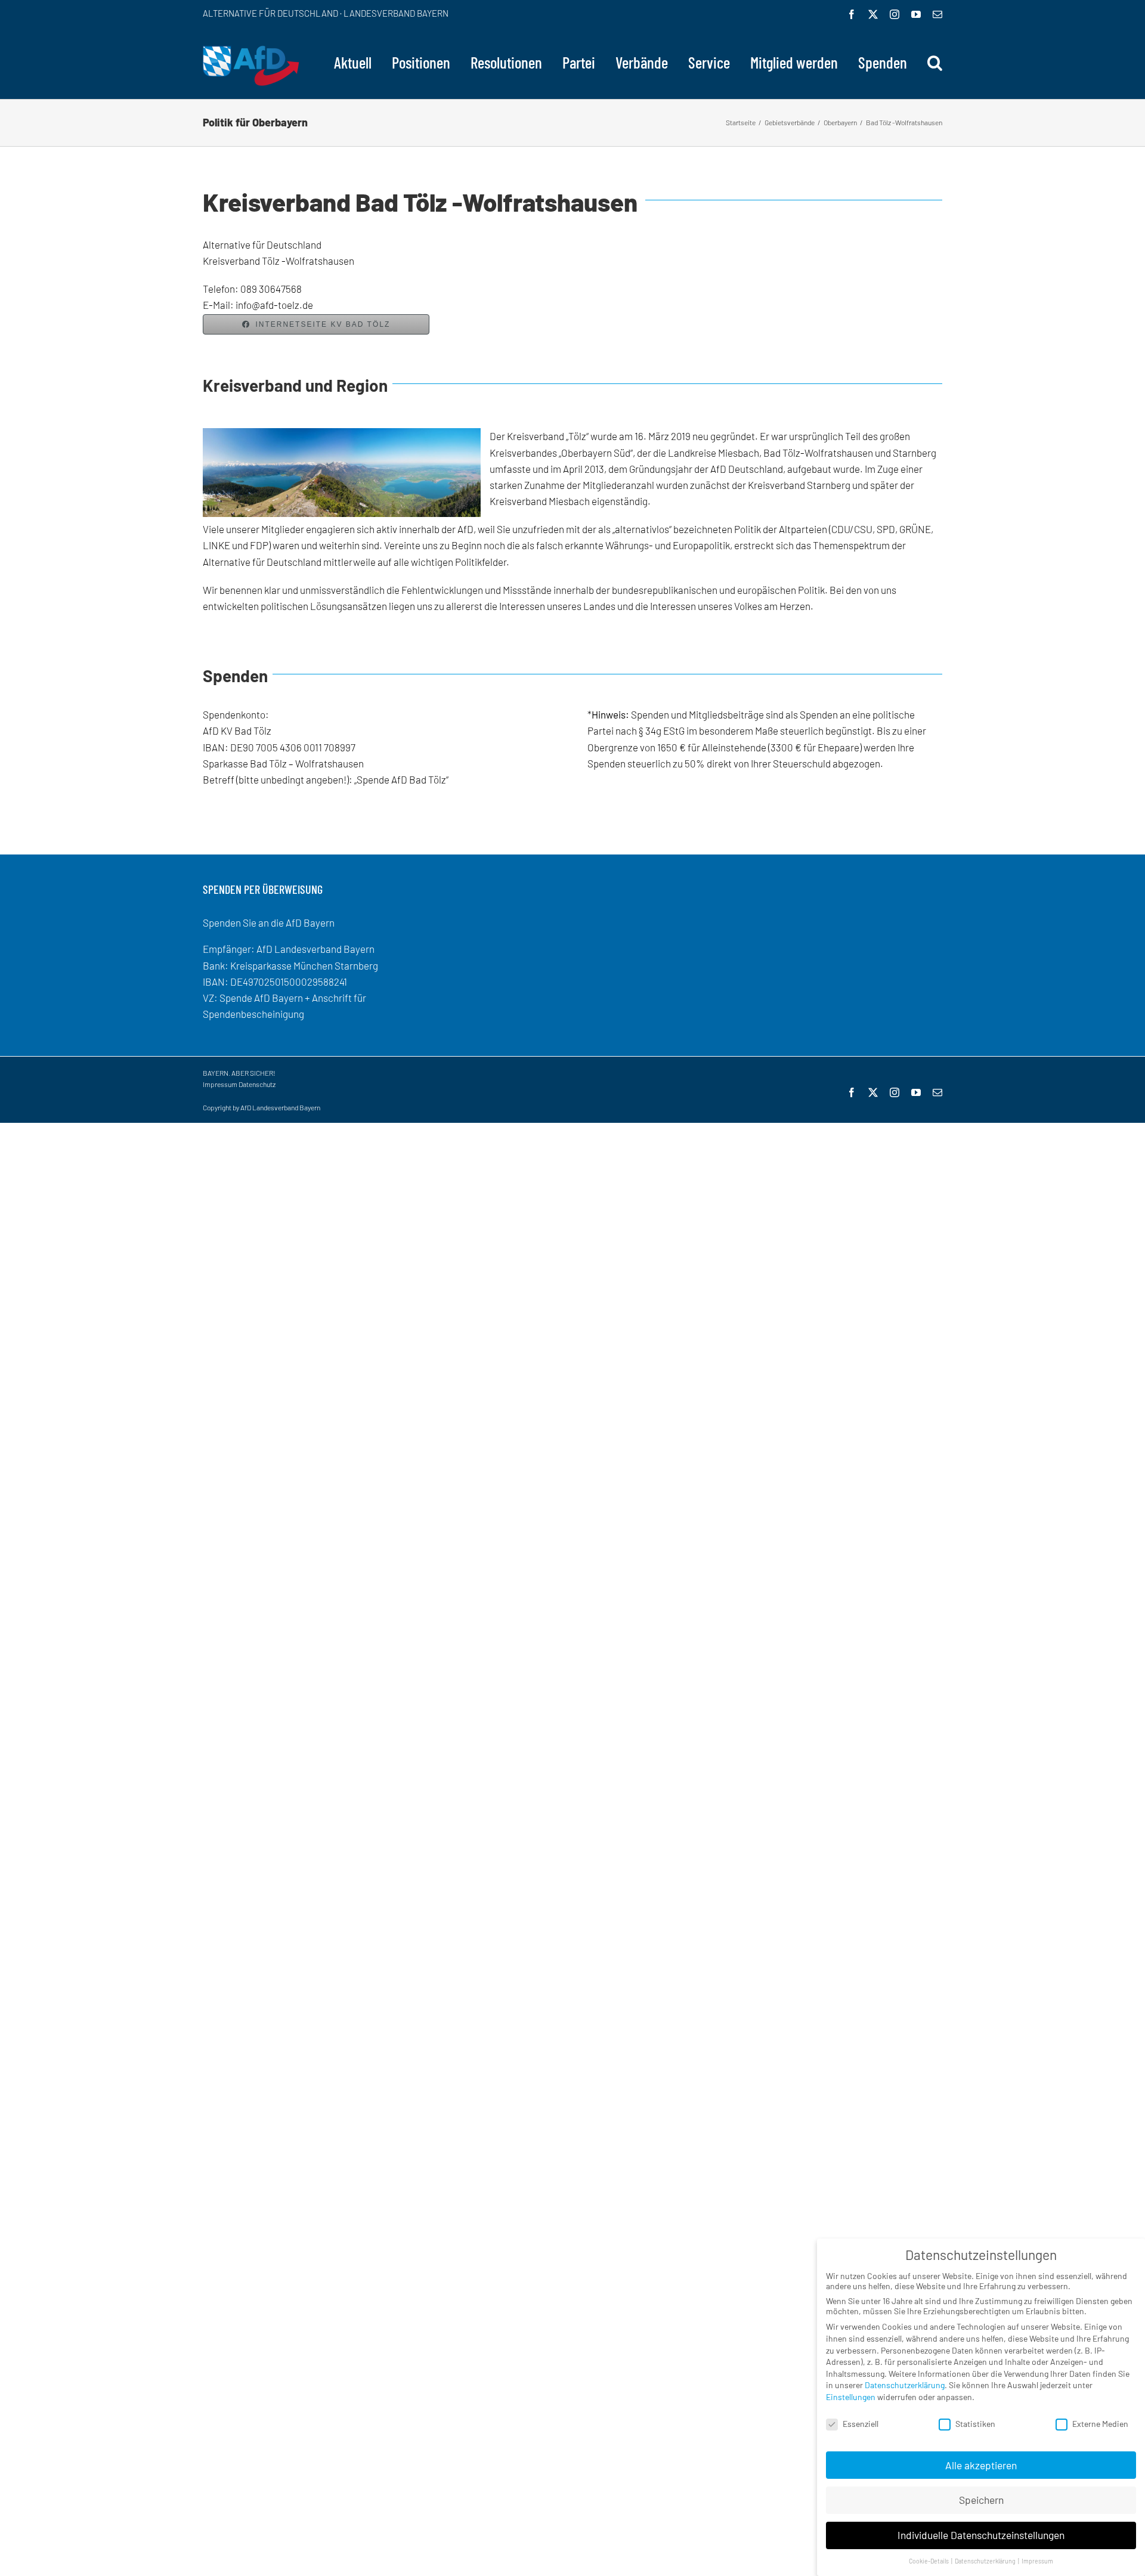 ALTERNATIVE FÜR DEUTSCHLAND · LANDESVERBAND BAYERN
AfD
Aktuell Positionen Resolutionen Partei Verbände Service Mitglied werden Spenden
Politik für Oberbayern
Startseite / Gebietsverbände / Oberbayern / Bad Tölz -Wolfratshausen
Kreisverband Bad Tölz -Wolfratshausen
Alternative für Deutschland
Kreisverband Tölz -Wolfratshausen
Telefon: 089 30647568
E-Mail: info@afd-toelz.de
INTERNETSEITE KV BAD TÖLZ
Kreisverband und Region
Der Kreisverband „Tölz“ wurde am 16. März 2019 neu gegründet. Er war ursprünglich Teil des großen
Kreisverbandes „Oberbayern Süd“, der die Landkreise Miesbach, Bad Tölz-Wolfratshausen und Starnberg
umfasste und im April 2013, dem Gründungsjahr der AfD Deutschland, aufgebaut wurde. Im Zuge einer
starken Zunahme der Mitgliederanzahl wurden zunächst der Kreisverband Starnberg und später der
Kreisverband Miesbach eigenständig.
Viele unserer Mitglieder engagieren sich aktiv innerhalb der AfD, weil Sie unzufrieden mit der als „alternativlos“ bezeichneten Politik der Altparteien (CDU/CSU, SPD, GRÜNE,
LINKE und FDP) waren und weiterhin sind. Vereinte uns zu Beginn noch die als falsch erkannte Währungs- und Europapolitik, erstreckt sich das Themenspektrum der
Alternative für Deutschland mittlerweile auf alle wichtigen Politikfelder.
Wir benennen klar und unmissverständlich die Fehlentwicklungen und Missstände innerhalb der bundesrepublikanischen und europäischen Politik. Bei den von uns
entwickelten politischen Lösungsansätzen liegen uns zu allererst die Interessen unseres Landes und die Interessen unseres Volkes am Herzen.
Spenden
Spendenkonto:
AfD KV Bad Tölz
IBAN: DE90 7005 4306 0011 708997
Sparkasse Bad Tölz – Wolfratshausen
Betreff (bitte unbedingt angeben!): „Spende AfD Bad Tölz“
*Hinweis: Spenden und Mitgliedsbeiträge sind als Spenden an eine politische
Partei nach § 34g EStG im besonderem Maße steuerlich begünstigt. Bis zu einer
Obergrenze von 1650 € für Alleinstehende (3300 € für Ehepaare) werden Ihre
Spenden steuerlich zu 50% direkt von Ihrer Steuerschuld abgezogen.
SPENDEN PER ÜBERWEISUNG
Spenden Sie an die AfD Bayern
Empfänger: AfD Landesverband Bayern
Bank: Kreisparkasse München Starnberg
IBAN: DE49702501500029588241
VZ: Spende AfD Bayern + Anschrift für
Spendenbescheinigung
BAYERN. ABER SICHER!
Impressum Datenschutz
Copyright by AfD Landesverband Bayern
Datenschutzeinstellungen
Wir nutzen Cookies auf unserer Website. Einige von ihnen sind essenziell, während
andere uns helfen, diese Website und Ihre Erfahrung zu verbessern.
Wenn Sie unter 16 Jahre alt sind und Ihre Zustimmung zu freiwilligen Diensten geben
möchten, müssen Sie Ihre Erziehungsberechtigten um Erlaubnis bitten.
Wir verwenden Cookies und andere Technologien auf unserer Website. Einige von
ihnen sind essenziell, während andere uns helfen, diese Website und Ihre Erfahrung
zu verbessern. Personenbezogene Daten können verarbeitet werden (z. B. IP-
Adressen), z. B. für personalisierte Anzeigen und Inhalte oder Anzeigen- und
Inhaltsmessung. Weitere Informationen über die Verwendung Ihrer Daten finden Sie
in unserer Datenschutzerklärung. Sie können Ihre Auswahl jederzeit unter
Einstellungen widerrufen oder anpassen.
Essenziell Statistiken Externe Medien
Alle akzeptieren
Speichern
Individuelle Datenschutzeinstellungen
Cookie-Details | Datenschutzerklärung | Impressum